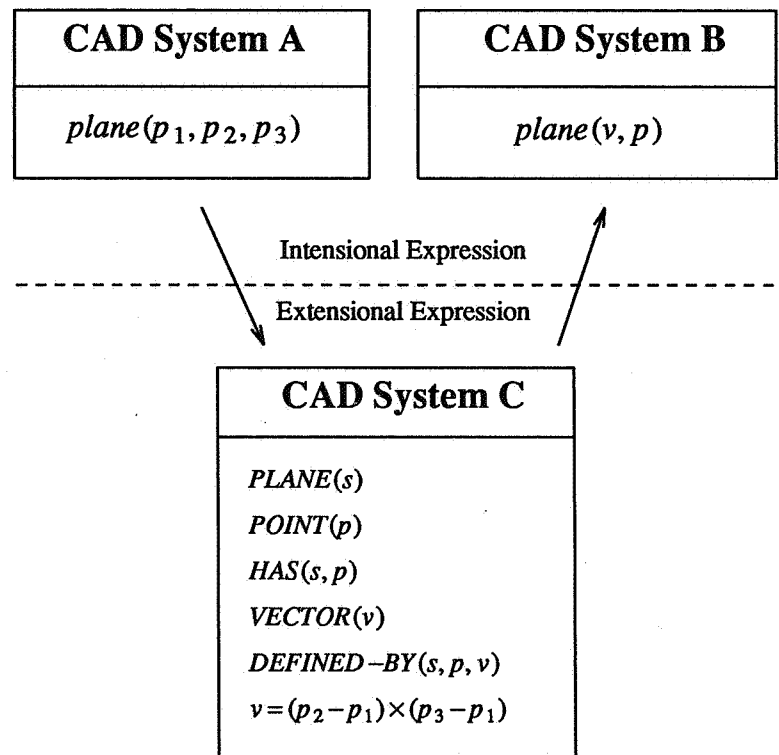 CAD System A
plane(p₁, p₂, p₃)
CAD System B
plane(v, p)
Intensional Expression
Extensional Expression
CAD System C
PLANE(s)
POINT(p)
HAS(s, p)
VECTOR(v)
DEFINED−BY(s, p, v)
v=(p₂−p₁)×(p₃−p₁)